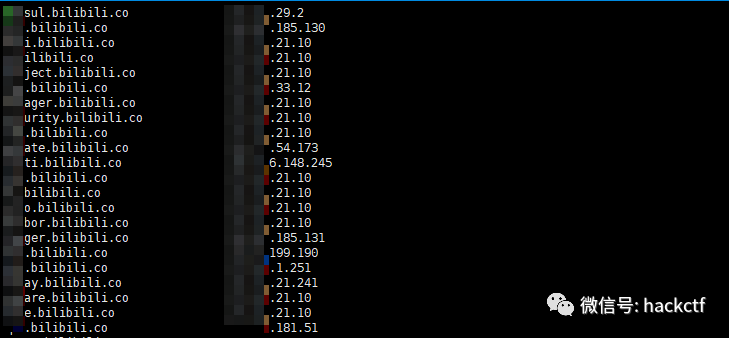 sul.bilibili.co .29.2
.bilibili.co .185.130
i.bilibili.co .21.10
ilibili.co .21.10
ject.bilibili.co .21.10
.bilibili.co .33.12
ager.bilibili.co .21.10
urity.bilibili.co .21.10
.bilibili.co .21.10
ate.bilibili.co .54.173
ti.bilibili.co 6.148.245
.bilibili.co .21.10
bilibili.co .21.10
o.bilibili.co .21.10
bor.bilibili.co .21.10
ger.bilibili.co .185.131
.bilibili.co 199.190
.bilibili.co .1.251
ay.bilibili.co .21.241
are.bilibili.co .21.10
e.bilibili.co .21.10
.bilibili.co .181.51
微信号: hackctf